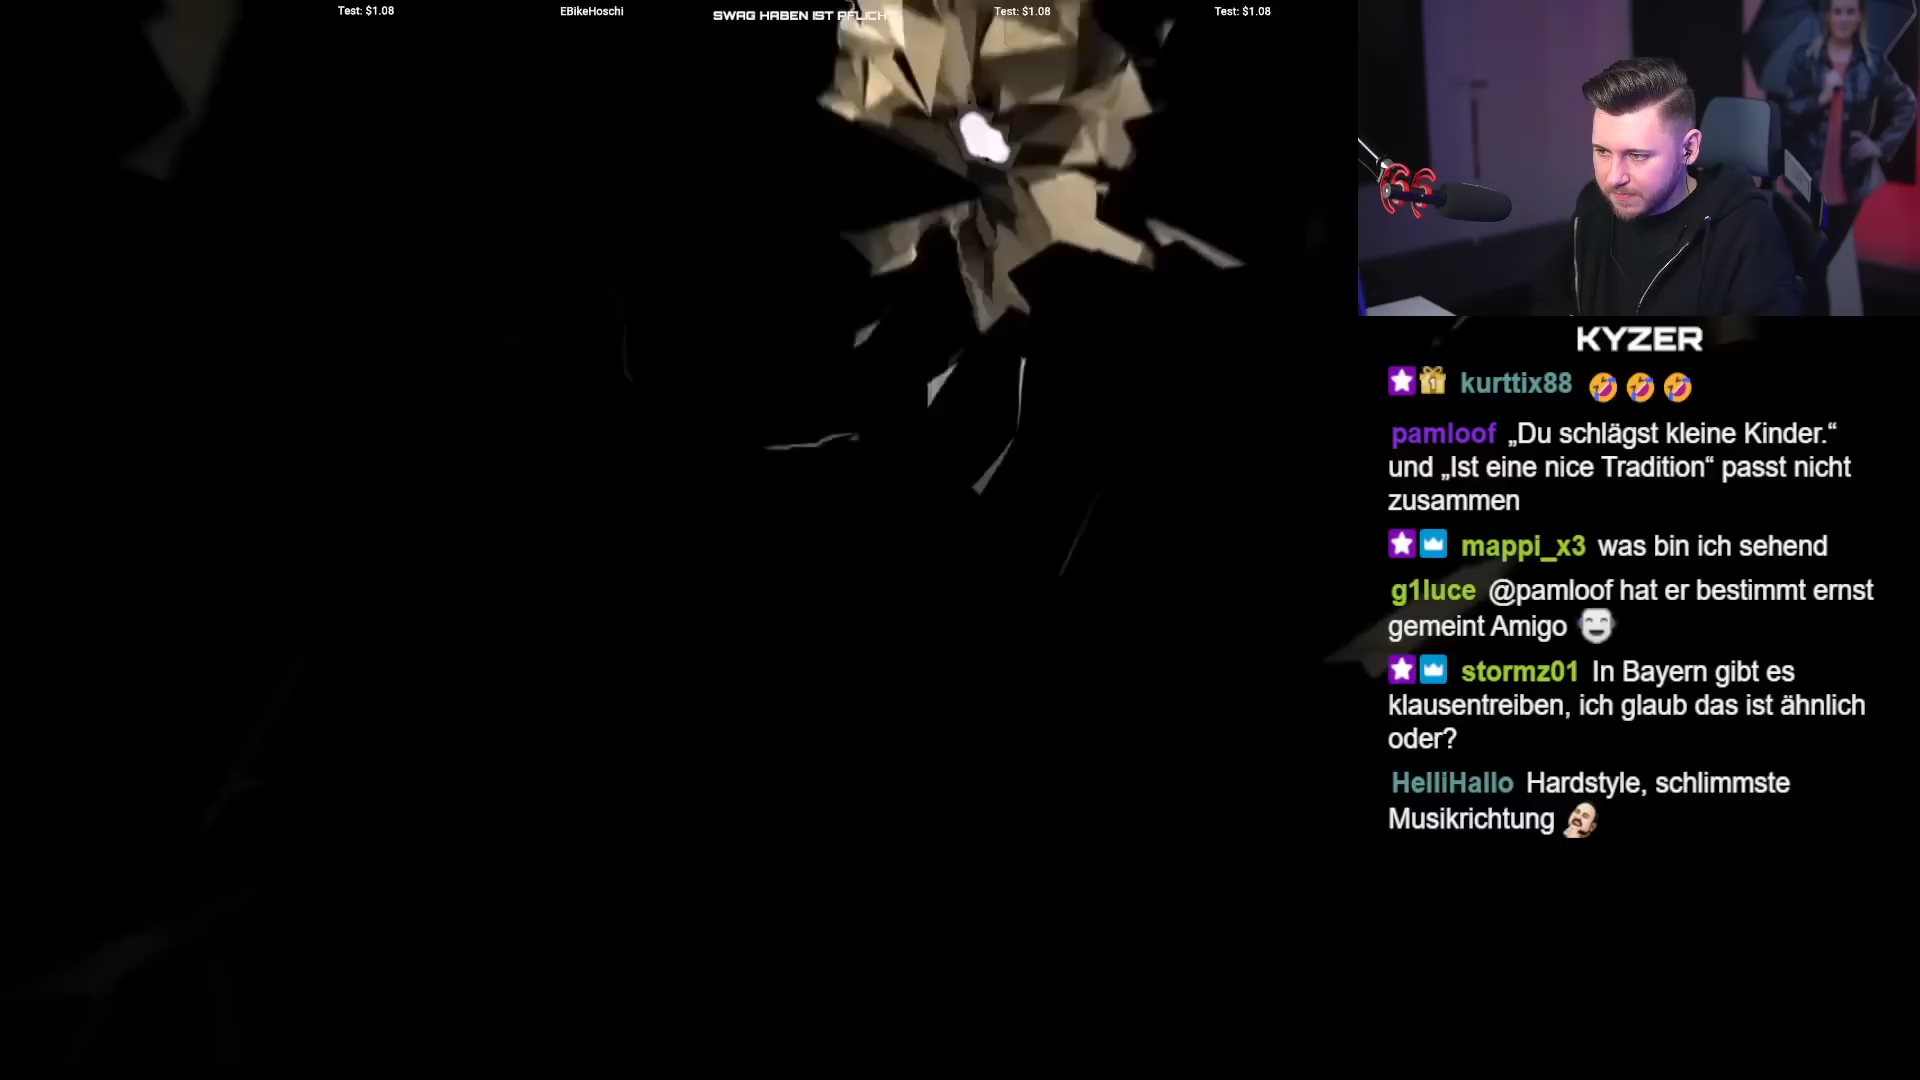 Test: $1.08
EBikeHoschi
SWAG HABEN IST PFLICH
Test: $1.08
Test: $1.08
KYZER
kurttix88 🤣 🤣 🤣
pamloof „Du schlägst kleine Kinder.“
und „Ist eine nice Tradition“ passt nicht
zusammen
mappi_x3 was bin ich sehend
g1luce @pamloof hat er bestimmt ernst
gemeint Amigo
stormz01 In Bayern gibt es
klausentreiben, ich glaub das ist ähnlich
oder?
HelliHallo Hardstyle, schlimmste
Musikrichtung